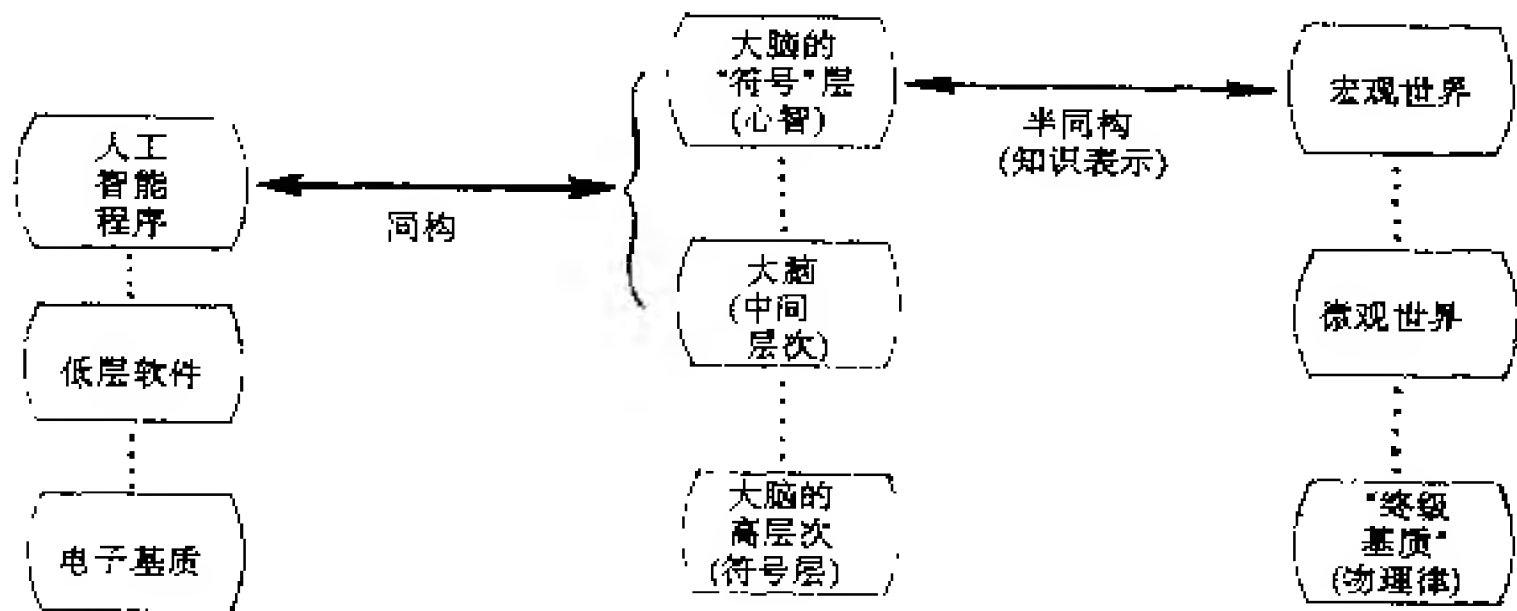 人工
智能
程序
低层软件
电子基质
同构
大脑的
“符号”层
(心智)
大脑
(中间
层次)
大脑的
高层次
(符号层)
半同构
(知识表示)
宏观世界
微观世界
“终级
基质”
(物理律)